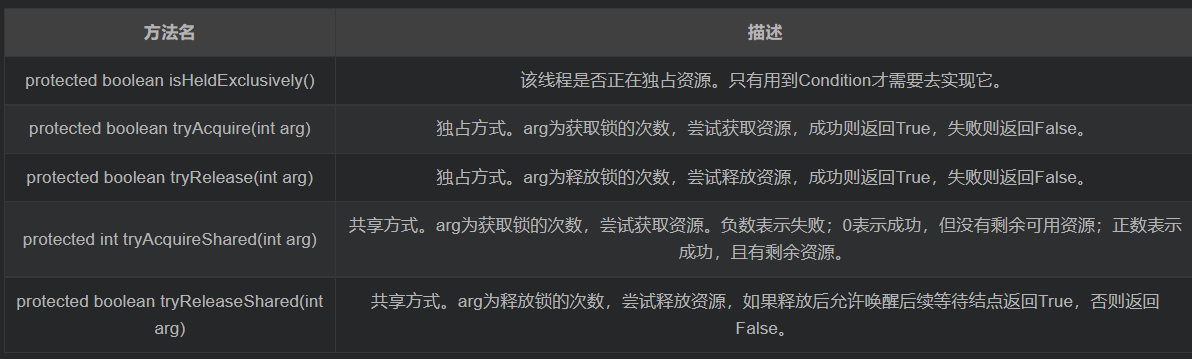 方法名
描述
protected boolean isHeldExclusively()
该线程是否正在独占资源。只有用到Condition才需要去实现它。
protected boolean tryAcquire(int arg)
独占方式。arg为获取锁的次数，尝试获取资源，成功则返回True，失败则返回False。
protected boolean tryRelease(int arg)
独占方式。arg为释放锁的次数，尝试释放资源，成功则返回True，失败则返回False。
protected int tryAcquireShared(int arg)
共享方式。arg为获取锁的次数，尝试获取资源。负数表示失败；0表示成功，但没有剩余可用资源；正数表示
成功，且有剩余资源。
protected boolean tryReleaseShared(int
arg)
共享方式。arg为释放锁的次数，尝试释放资源，如果释放后允许唤醒后续等待结点返回True，否则返回
False。